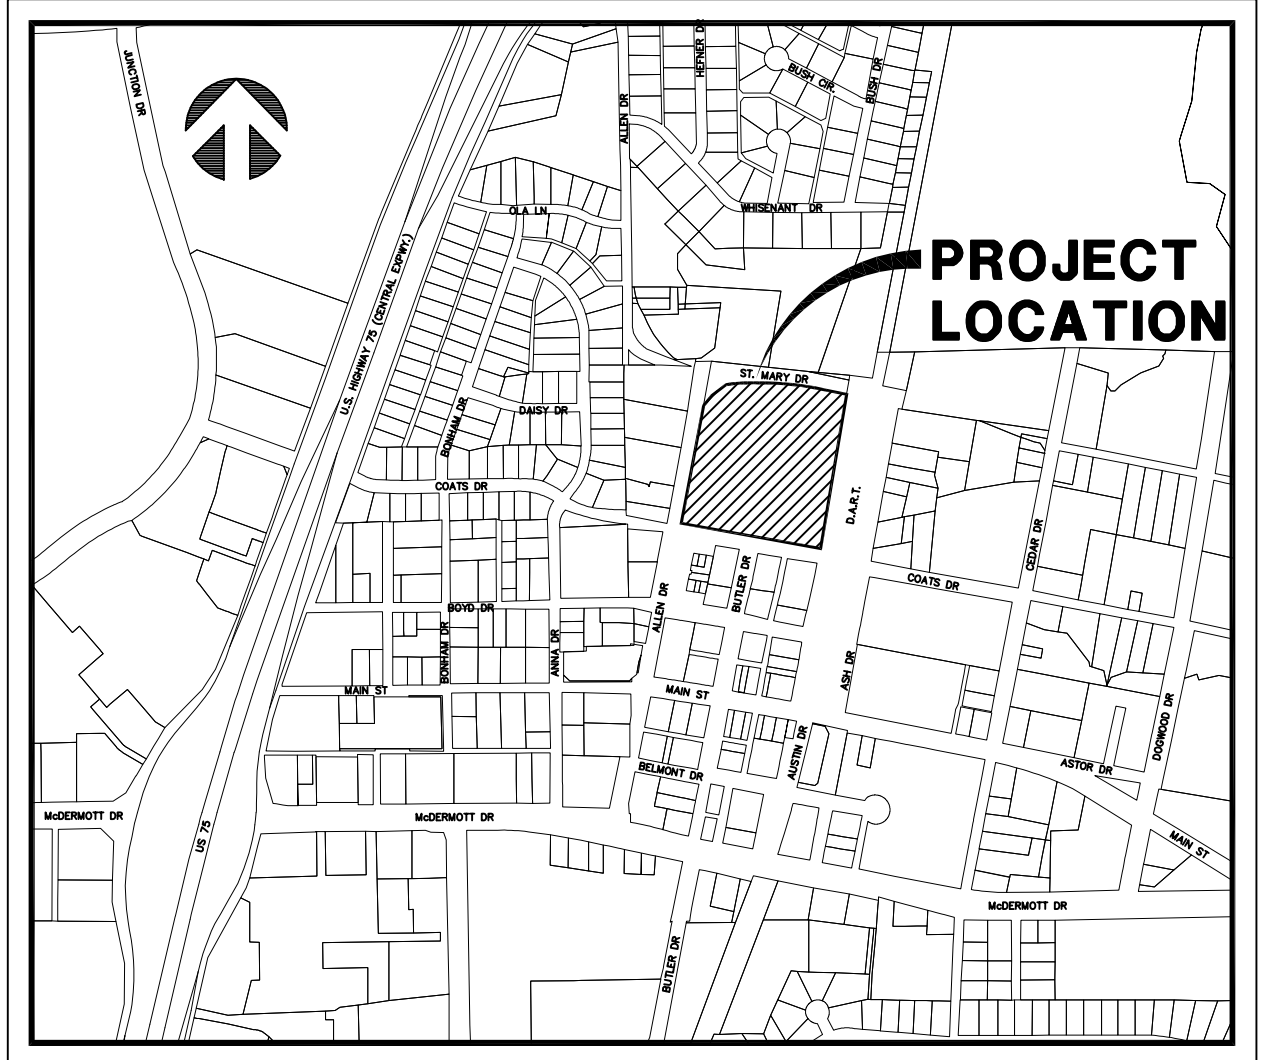 HEFNER DR
JUNCTION DR
BUSH CIR.
BUSH DR
ALLEN DR
WHISENANT DR
OLA LN
PROJECT
LOCATION
U.S. HIGHWAY 75 (CENTRAL EXPWY.)
ST. MARY DR
DAISY DR
BONHAM DR
COATS DR
D.A.R.T.
CEDAR DR
COATS DR
BUTLER DR
BOYD DR
ALLEN DR
BONHAM DR
ANNA DR
ASH DR
MAIN ST
MAIN ST
DOGWOOD DR
AUSTIN DR
BELMONT DR
ASTOR DR
McDERMOTT DR
McDERMOTT DR
US 75
MAIN ST
McDERMOTT DR
BUTLER DR